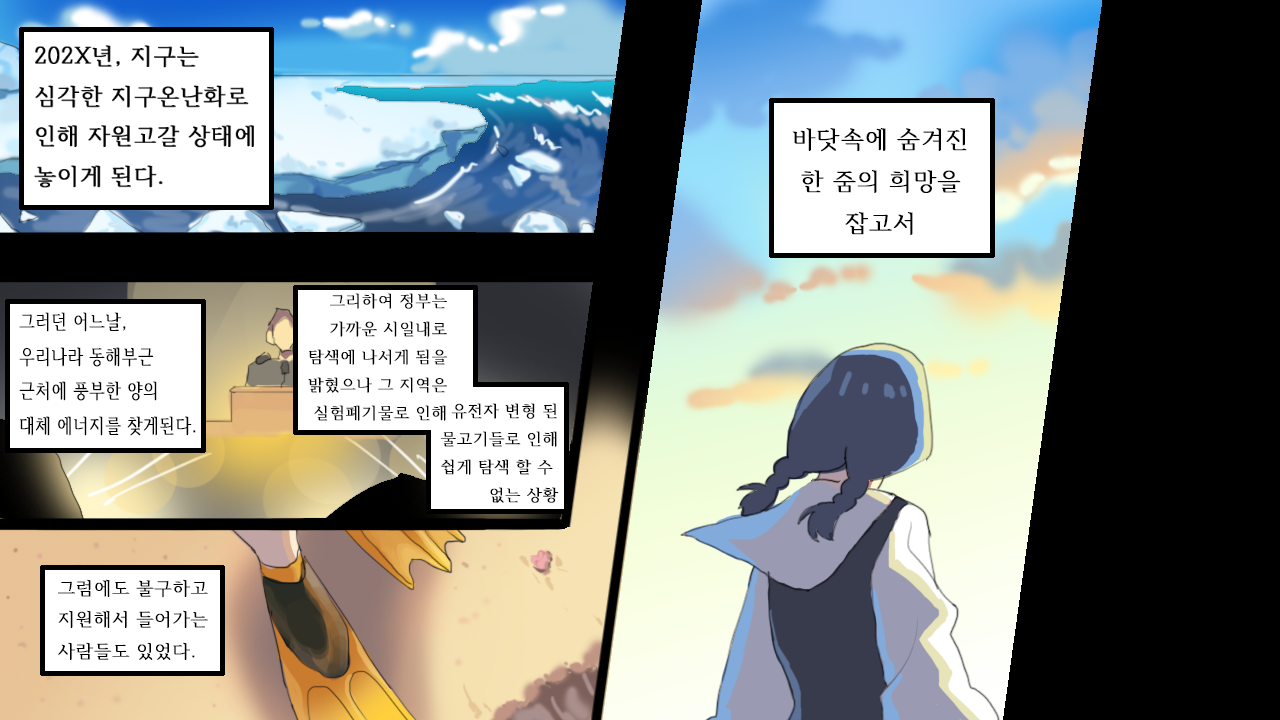 202X년, 지구는
심각한 지구온난화로
인해 자원고갈 상태에
놓이게 된다.
그러던 어느날,
우리나라 동해부근
근처에 풍부한 양의
대체 에너지를 찾게된다.
그리하여 정부는
가까운 시일내로
탐색에 나서게 됨을
밝혔으나 그 지역은
실험폐기물로 인해 유전자 변형 된
물고기들로 인해
쉽게 탐색 할 수
없는 상황
그럼에도 불구하고
지원해서 들어가는
사람들도 있었다.
바닷속에 숨겨진
한 줌의 희망을
잡고서